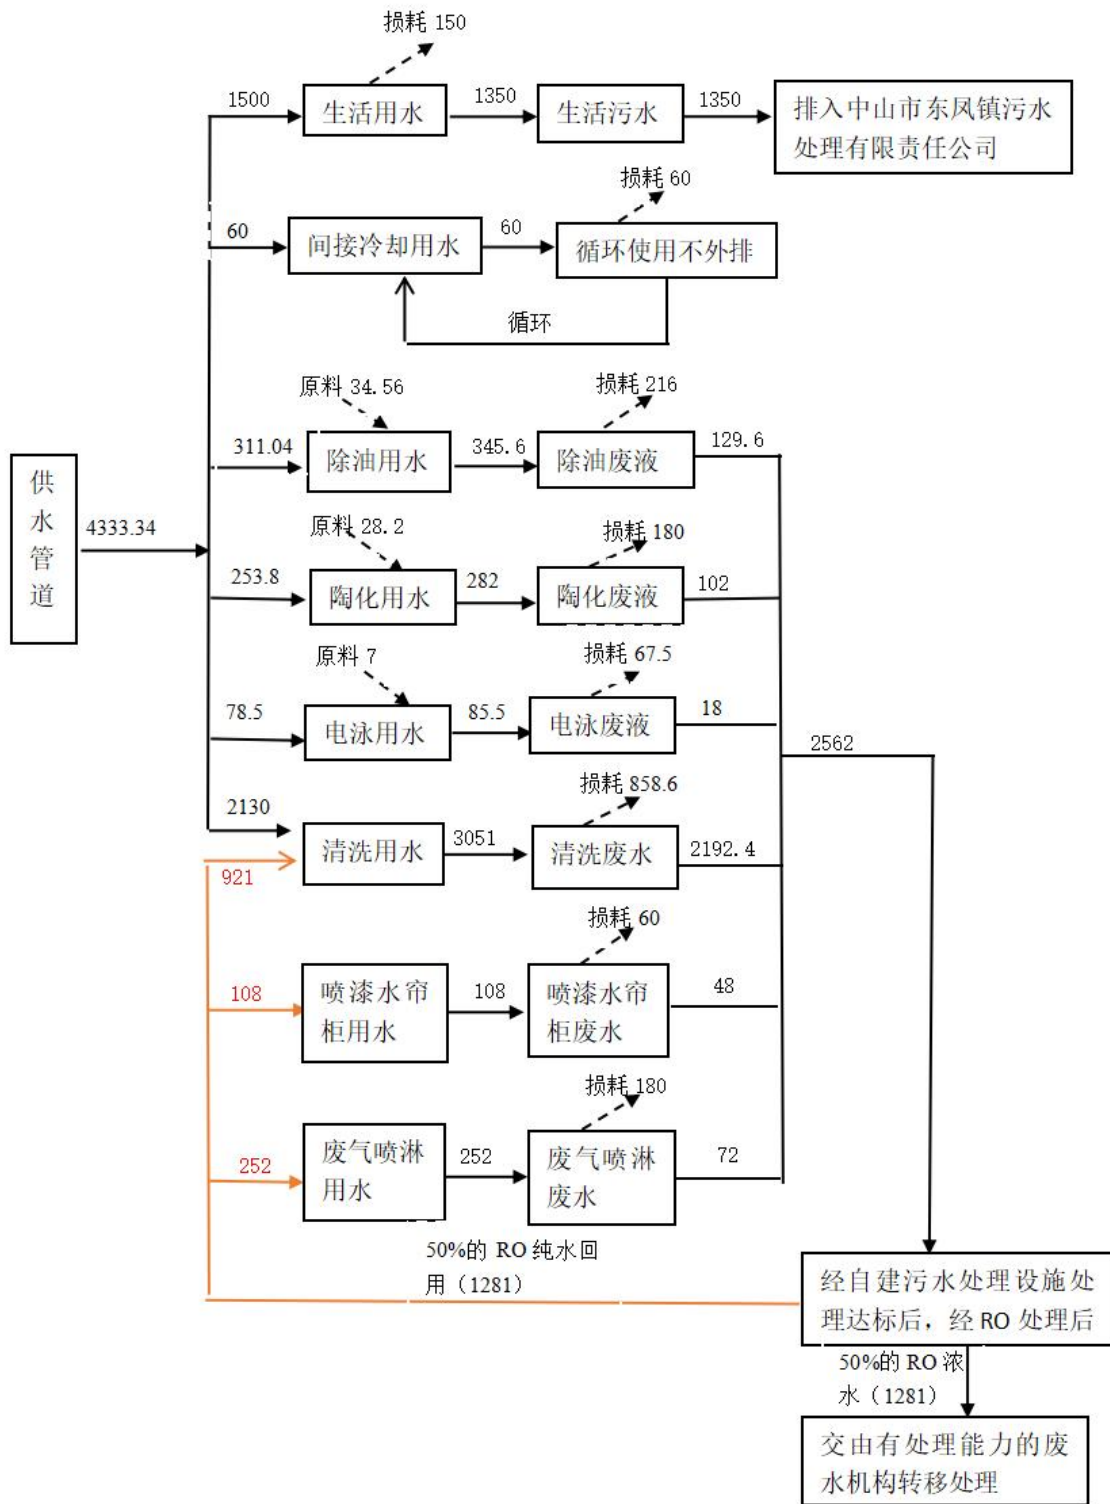 损耗 150
1500
生活用水
1350
生活污水
1350
排入中山市东凤镇污水
处理有限责任公司
损耗 60
60
间接冷却用水
60
循环使用不外排
循环
原料 34.56
损耗 216
311.04
除油用水
345.6
除油废液
129.6
供
水
管
道
4333.34
原料 28.2
损耗 180
253.8
陶化用水
282
陶化废液
102
原料 7
损耗 67.5
78.5
电泳用水
85.5
电泳废液
18
2562
损耗 858.6
2130
清洗用水
3051
清洗废水
2192.4
921
损耗 60
108
喷漆水帘
柜用水
108
喷漆水帘
柜废水
48
损耗 180
252
废气喷淋
用水
252
废气喷淋
废水
72
50%的 RO 纯水回
用（1281）
经自建污水处理设施处
理达标后，经 RO 处理后
50%的 RO 浓
水（1281）
交由有处理能力的废
水机构转移处理